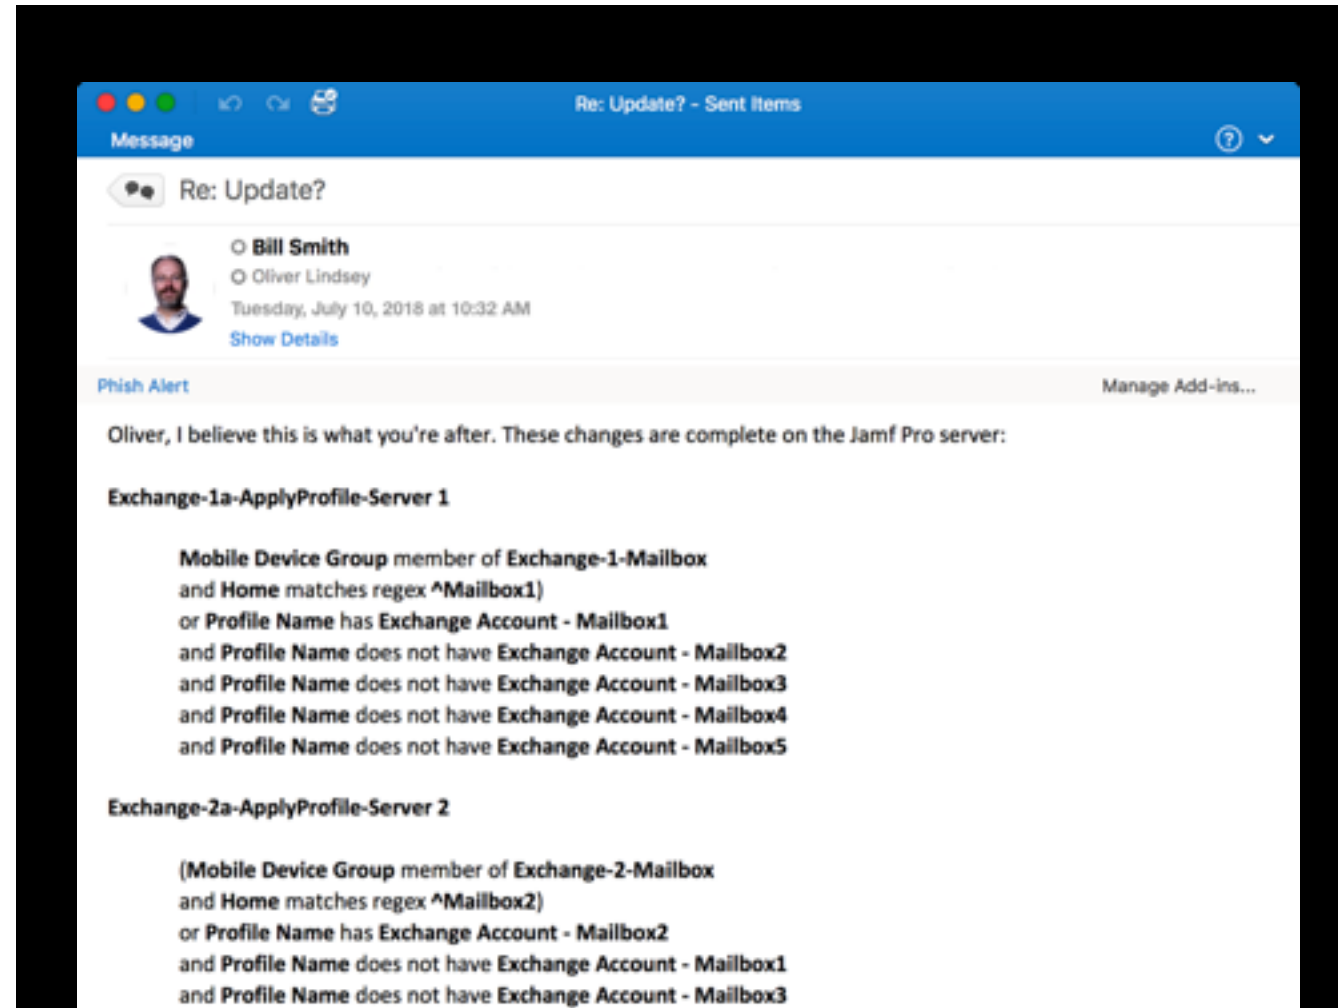 Re: Update? - Sent Items
Message
Re: Update?
Bill Smith
Oliver Lindsey
Tuesday, July 10, 2018 at 10:32 AM
Show Details
Phish Alert
Manage Add-ins...
Oliver, I believe this is what you're after. These changes are complete on the Jamf Pro server:
Exchange-1a-ApplyProfile-Server 1
Mobile Device Group member of Exchange-1-Mailbox
and Home matches regex ^Mailbox1)
or Profile Name has Exchange Account - Mailbox1
and Profile Name does not have Exchange Account - Mailbox2
and Profile Name does not have Exchange Account - Mailbox3
and Profile Name does not have Exchange Account - Mailbox4
and Profile Name does not have Exchange Account - Mailbox5
Exchange-2a-ApplyProfile-Server 2
(Mobile Device Group member of Exchange-2-Mailbox
and Home matches regex ^Mailbox2)
or Profile Name has Exchange Account - Mailbox2
and Profile Name does not have Exchange Account - Mailbox1
and Profile Name does not have Exchange Account - Mailbox3